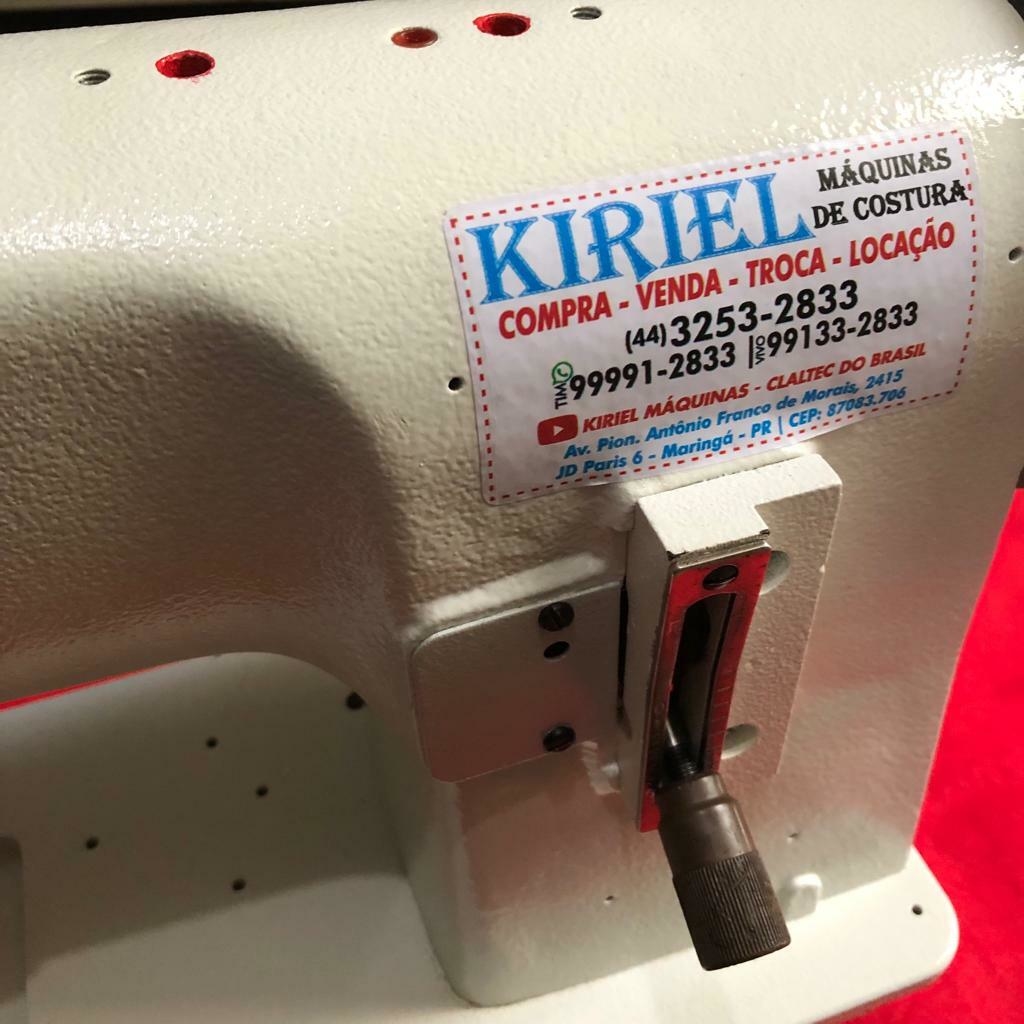 KIRIEL MÁQUINAS
DE COSTURA
COMPRA - VENDA - TROCA - LOCAÇÃO
(44) 3253-2833
TIM 99991-2833 | VIVO 99133-2833
KIRIEL MÁQUINAS - CLALTEC DO BRASIL
Av. Pion. Antônio Franco de Morais, 2415
JD Paris 6 - Maringá - PR | CEP: 87083.706